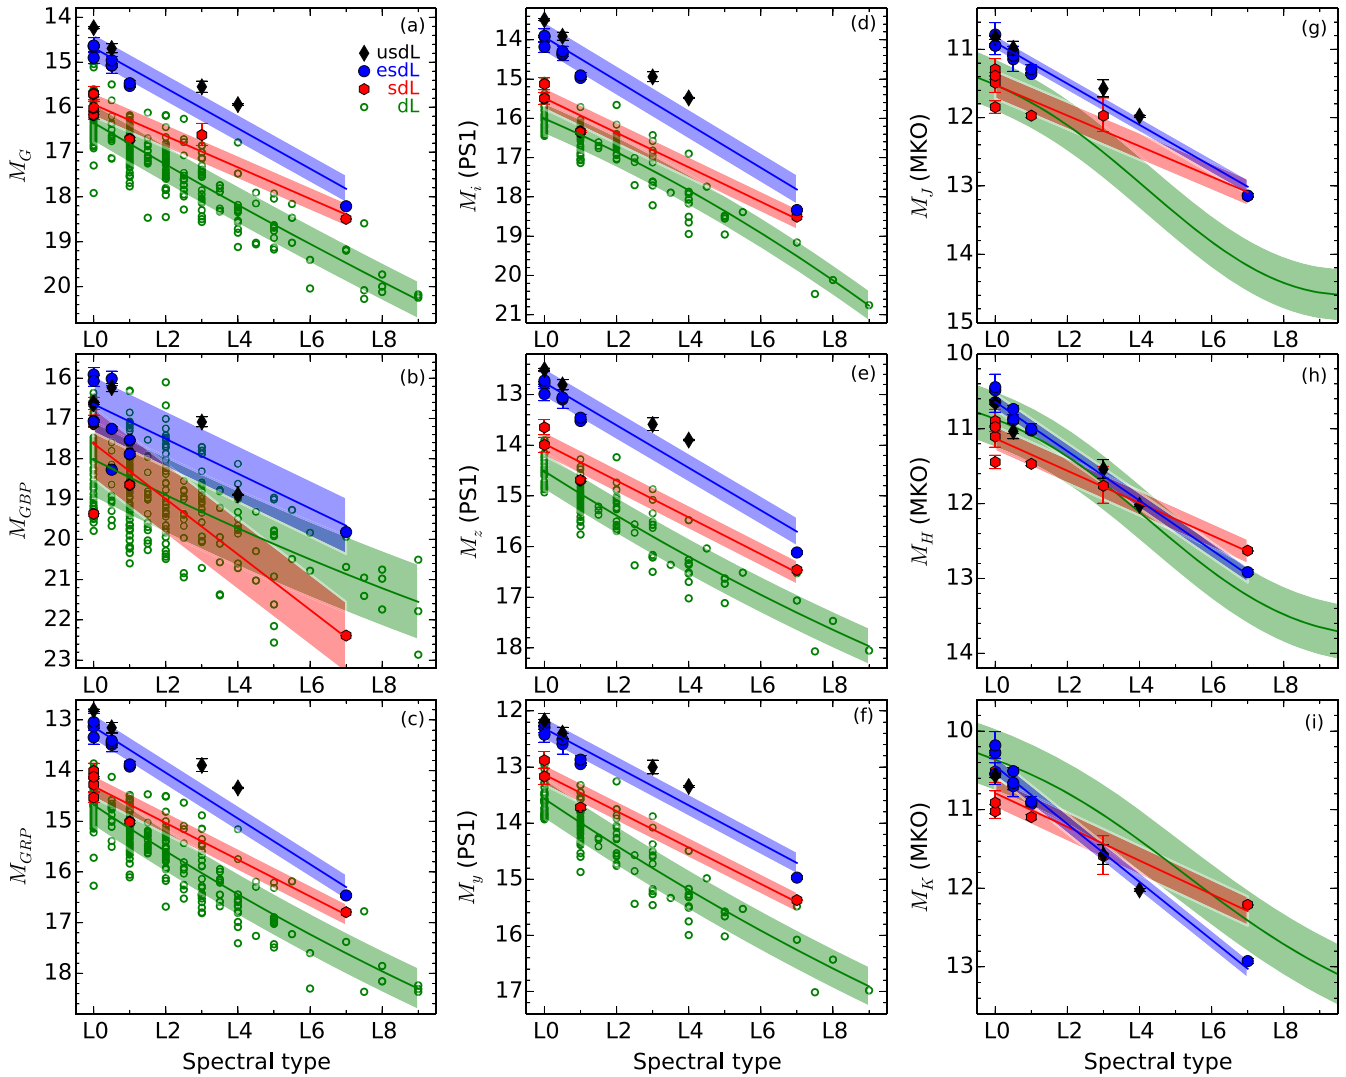 (a)
usdL
esdL
sdL
dL
14
15
16
17
18
19
20
M_G
L0 L2 L4 L6 L8
(b)
16
17
18
19
20
21
22
23
M_GBP
L0 L2 L4 L6 L8
(c)
13
14
15
16
17
18
M_GRP
L0 L2 L4 L6 L8
Spectral type
(d)
14
15
16
17
18
19
20
21
M_i (PS1)
L0 L2 L4 L6 L8
(e)
13
14
15
16
17
18
M_z (PS1)
L0 L2 L4 L6 L8
(f)
12
13
14
15
16
17
M_y (PS1)
L0 L2 L4 L6 L8
Spectral type
(g)
11
12
13
14
15
M_J (MKO)
L0 L2 L4 L6 L8
(h)
10
11
12
13
14
M_H (MKO)
L0 L2 L4 L6 L8
(i)
10
11
12
13
M_K (MKO)
L0 L2 L4 L6 L8
Spectral type